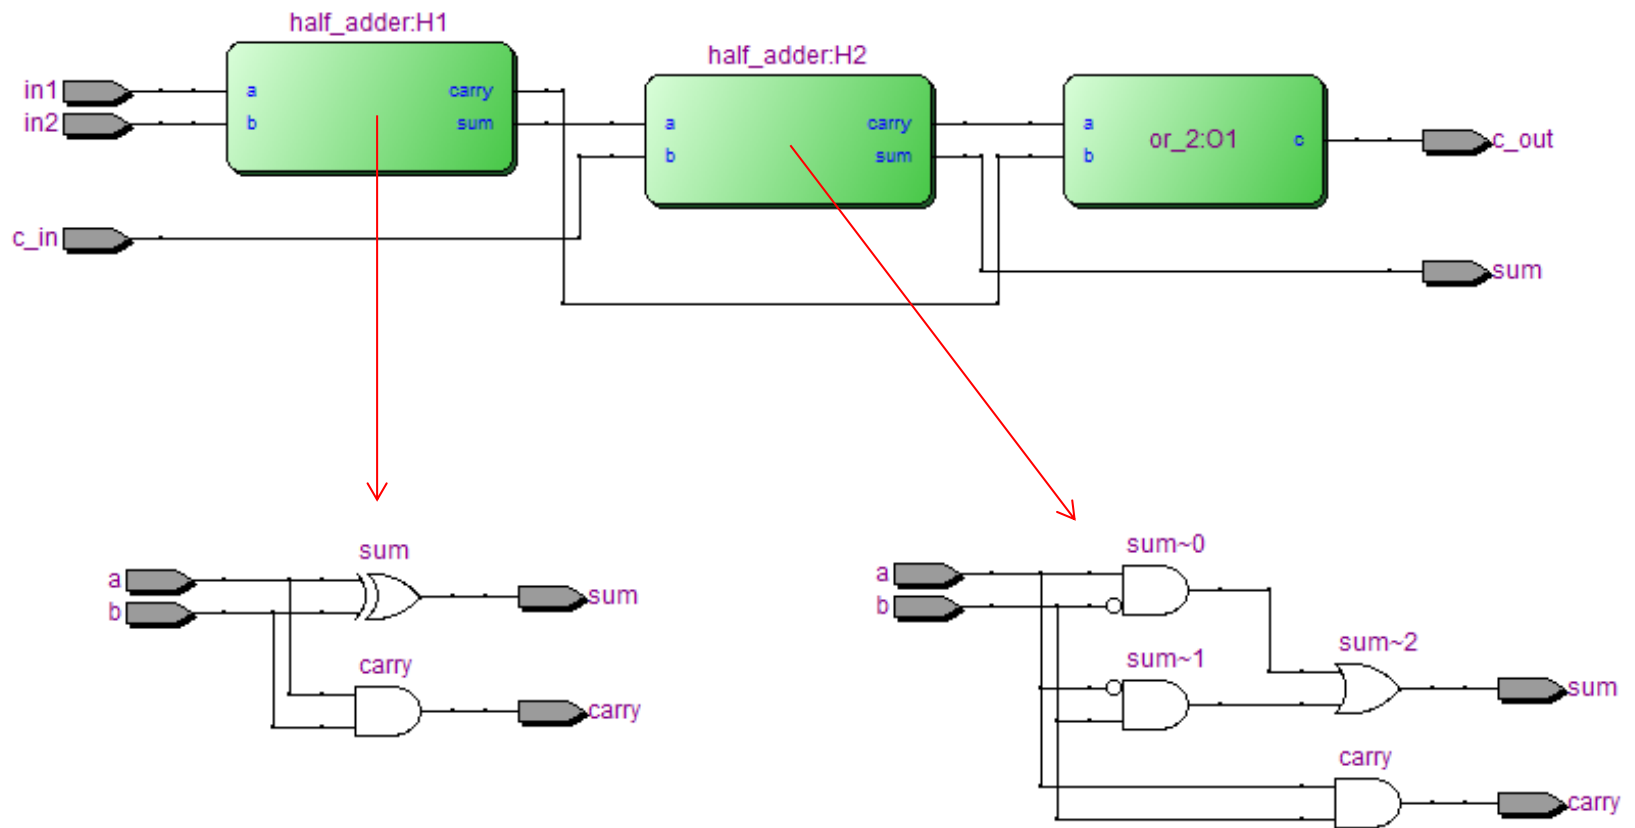 half_adder:H1
half_adder:H2
in1
in2
c_in
a
b
carry
sum
a
b
carry
sum
a
b
or_2:O1
c
c_out
sum
sum
a
b
sum
carry
carry
sum~0
a
b
sum~1
sum~2
sum
carry
carry